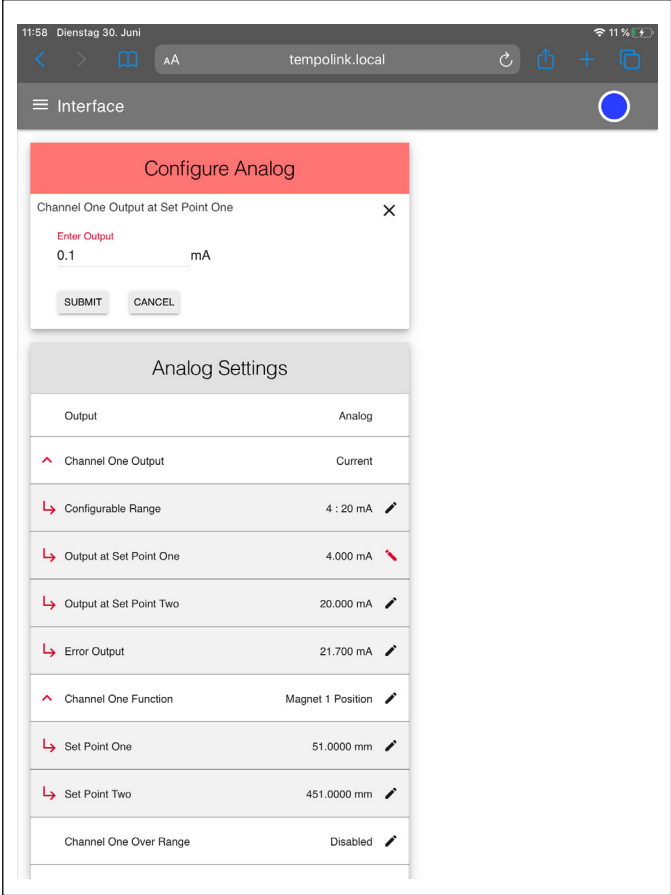 11:58 Dienstag 30. Juni 11 %
AA tempolink.local
Interface
Configure Analog
Channel One Output at Set Point One
Enter Output
0.1 mA
SUBMIT CANCEL
Analog Settings
Output Analog
Channel One Output Current
Configurable Range 4 : 20 mA
Output at Set Point One 4.000 mA
Output at Set Point Two 20.000 mA
Error Output 21.700 mA
Channel One Function Magnet 1 Position
Set Point One 51.0000 mm
Set Point Two 451.0000 mm
Channel One Over Range Disabled